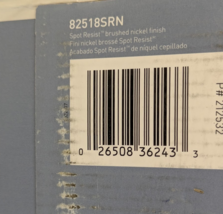 82518SRN
Spot Resist™ brushed nickel finish
Fini nickel brossé Spot Resist™
Acabado Spot Resist™ de níquel cepillado
0 26508 36243 3
P# 212532